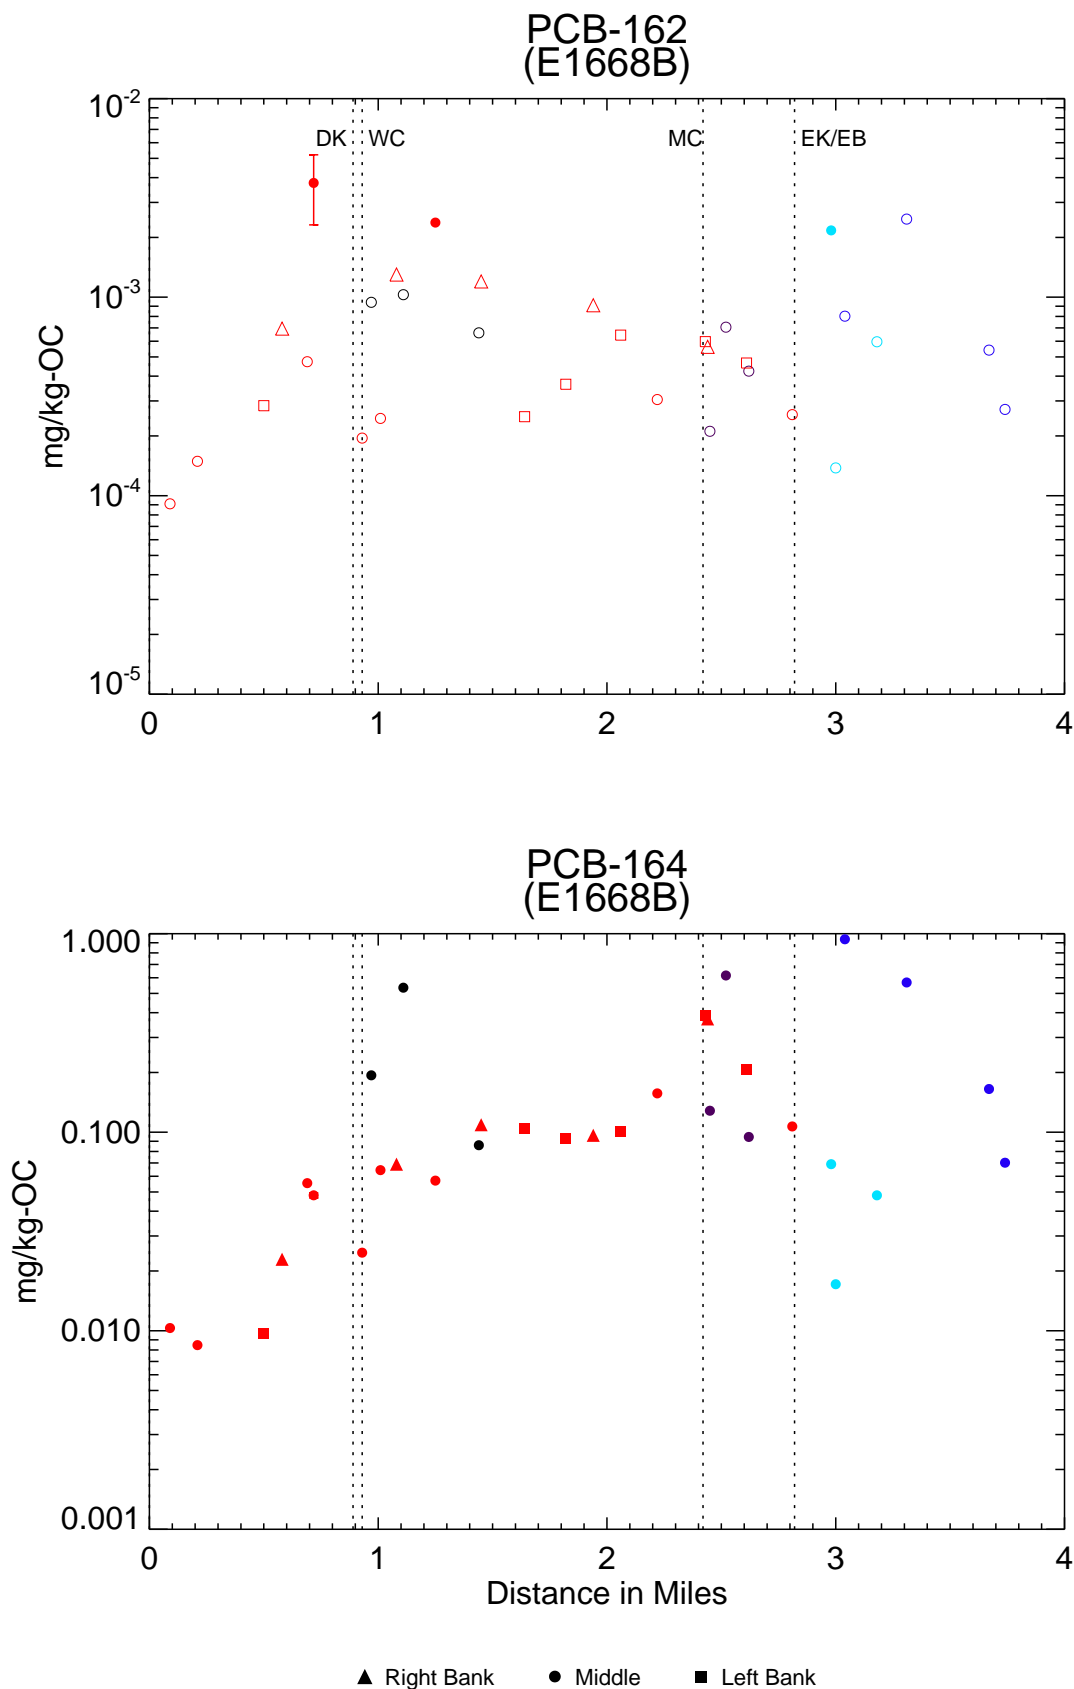 PCB-162
(E1668B)
10-2
DK WC MC EK/EB
10-3
mg/kg-OC
10-4
10-5
0 1 2 3 4
PCB-164
(E1668B)
1.000
0.100
mg/kg-OC
0.010
0.001
0 1 2 3 4
Distance in Miles
Right Bank Middle Left Bank